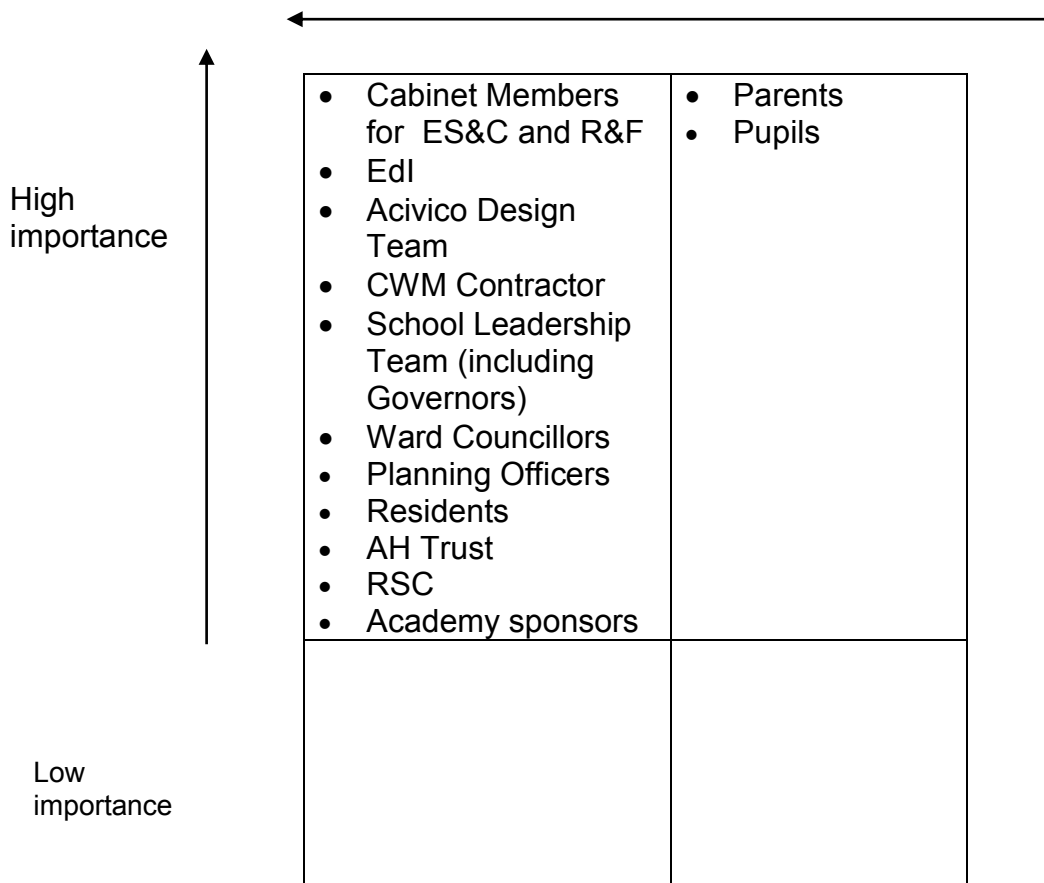 High
importance
• Cabinet Members
for ES&C and R&F
• EdI
• Acivico Design
Team
• CWM Contractor
• School Leadership
Team (including
Governors)
• Ward Councillors
• Planning Officers
• Residents
• AH Trust
• RSC
• Academy sponsors
• Parents
• Pupils
Low
importance